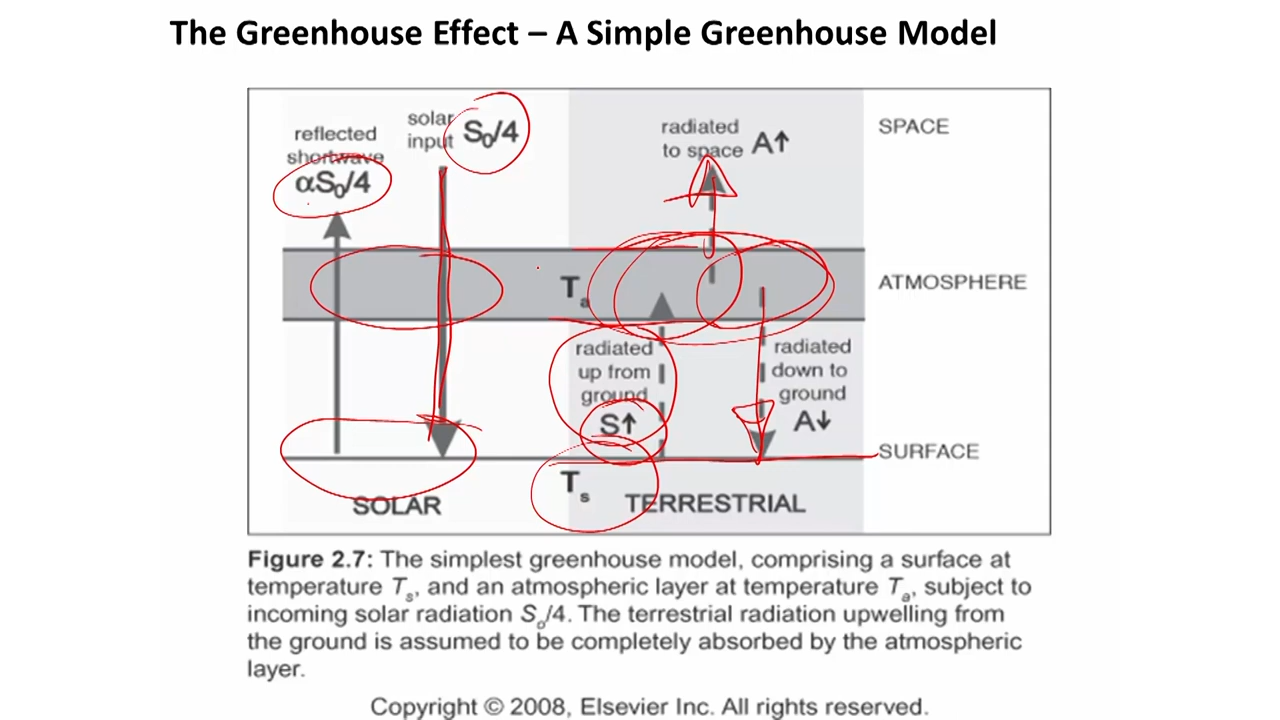 The Greenhouse Effect – A Simple Greenhouse Model
reflected
shortwave
αS₀/4
solar
input S₀/4
radiated
to space A↑
SPACE
Tₐ
ATMOSPHERE
radiated
up from
ground
S↑
radiated
down to
ground
A↓
SURFACE
Tₛ
SOLAR
TERRESTRIAL
Figure 2.7: The simplest greenhouse model, comprising a surface at
temperature Tₛ, and an atmospheric layer at temperature Tₐ, subject to
incoming solar radiation Sₒ/4. The terrestrial radiation upwelling from
the ground is assumed to be completely absorbed by the atmospheric
layer.
Copyright © 2008, Elsevier Inc. All rights reserved.